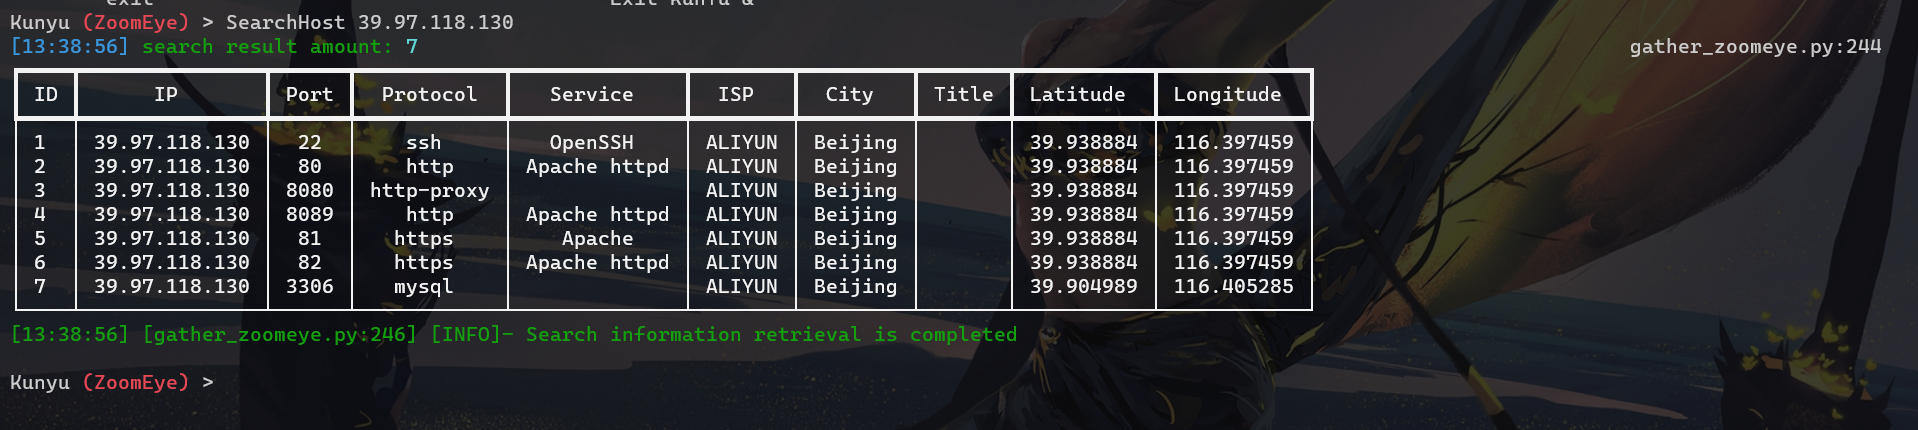 exit Exit Kunyu &
Kunyu (ZoomEye) > SearchHost 39.97.118.130
[13:38:56] search result amount: 7 gather_zoomeye.py:244
ID IP Port Protocol Service ISP City Title Latitude Longitude
1 39.97.118.130 22 ssh OpenSSH ALIYUN Beijing 39.938884 116.397459
2 39.97.118.130 80 http Apache httpd ALIYUN Beijing 39.938884 116.397459
3 39.97.118.130 8080 http-proxy ALIYUN Beijing 39.938884 116.397459
4 39.97.118.130 8089 http Apache httpd ALIYUN Beijing 39.938884 116.397459
5 39.97.118.130 81 https Apache ALIYUN Beijing 39.938884 116.397459
6 39.97.118.130 82 https Apache httpd ALIYUN Beijing 39.938884 116.397459
7 39.97.118.130 3306 mysql ALIYUN Beijing 39.904989 116.405285
[13:38:56] [gather_zoomeye.py:246] [INFO]- Search information retrieval is completed
Kunyu (ZoomEye) >